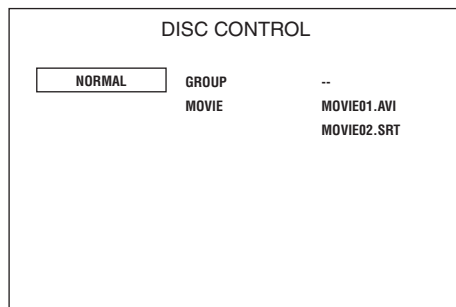 DISC CONTROL
NORMAL GROUP --
MOVIE MOVIE01.AVI
MOVIE02.SRT